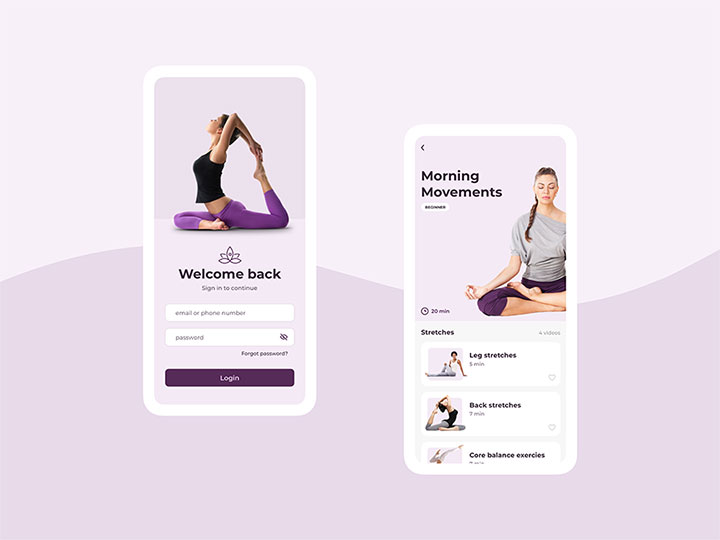 Welcome back
Sign in to continue
email or phone number
password
Forgot password?
Login
Morning
Movements
BEGINNER
20 min
Stretches 4 videos
Leg stretches
5 min
Back stretches
7 min
Core balance exercies